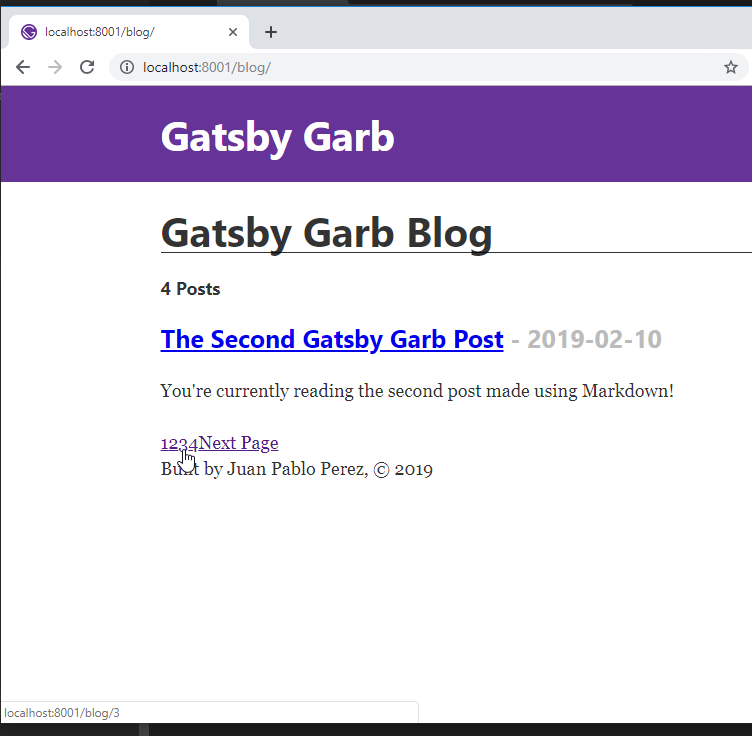 localhost:8001/blog/
localhost:8001/blog/
Gatsby Garb
Gatsby Garb Blog
4 Posts
The Second Gatsby Garb Post - 2019-02-10
You're currently reading the second post made using Markdown!
1234Next Page
Built by Juan Pablo Perez, © 2019
localhost:8001/blog/3